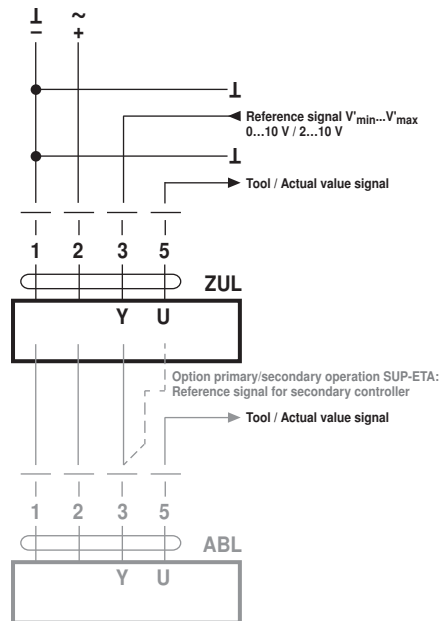 ⊥ ~
− +
⊥
Reference signal V'min...V'max
0...10 V / 2...10 V
⊥
Tool / Actual value signal
1 2 3 5
ZUL
Y U
Option primary/secondary operation SUP-ETA:
Reference signal for secondary controller
Tool / Actual value signal
1 2 3 5
ABL
Y U